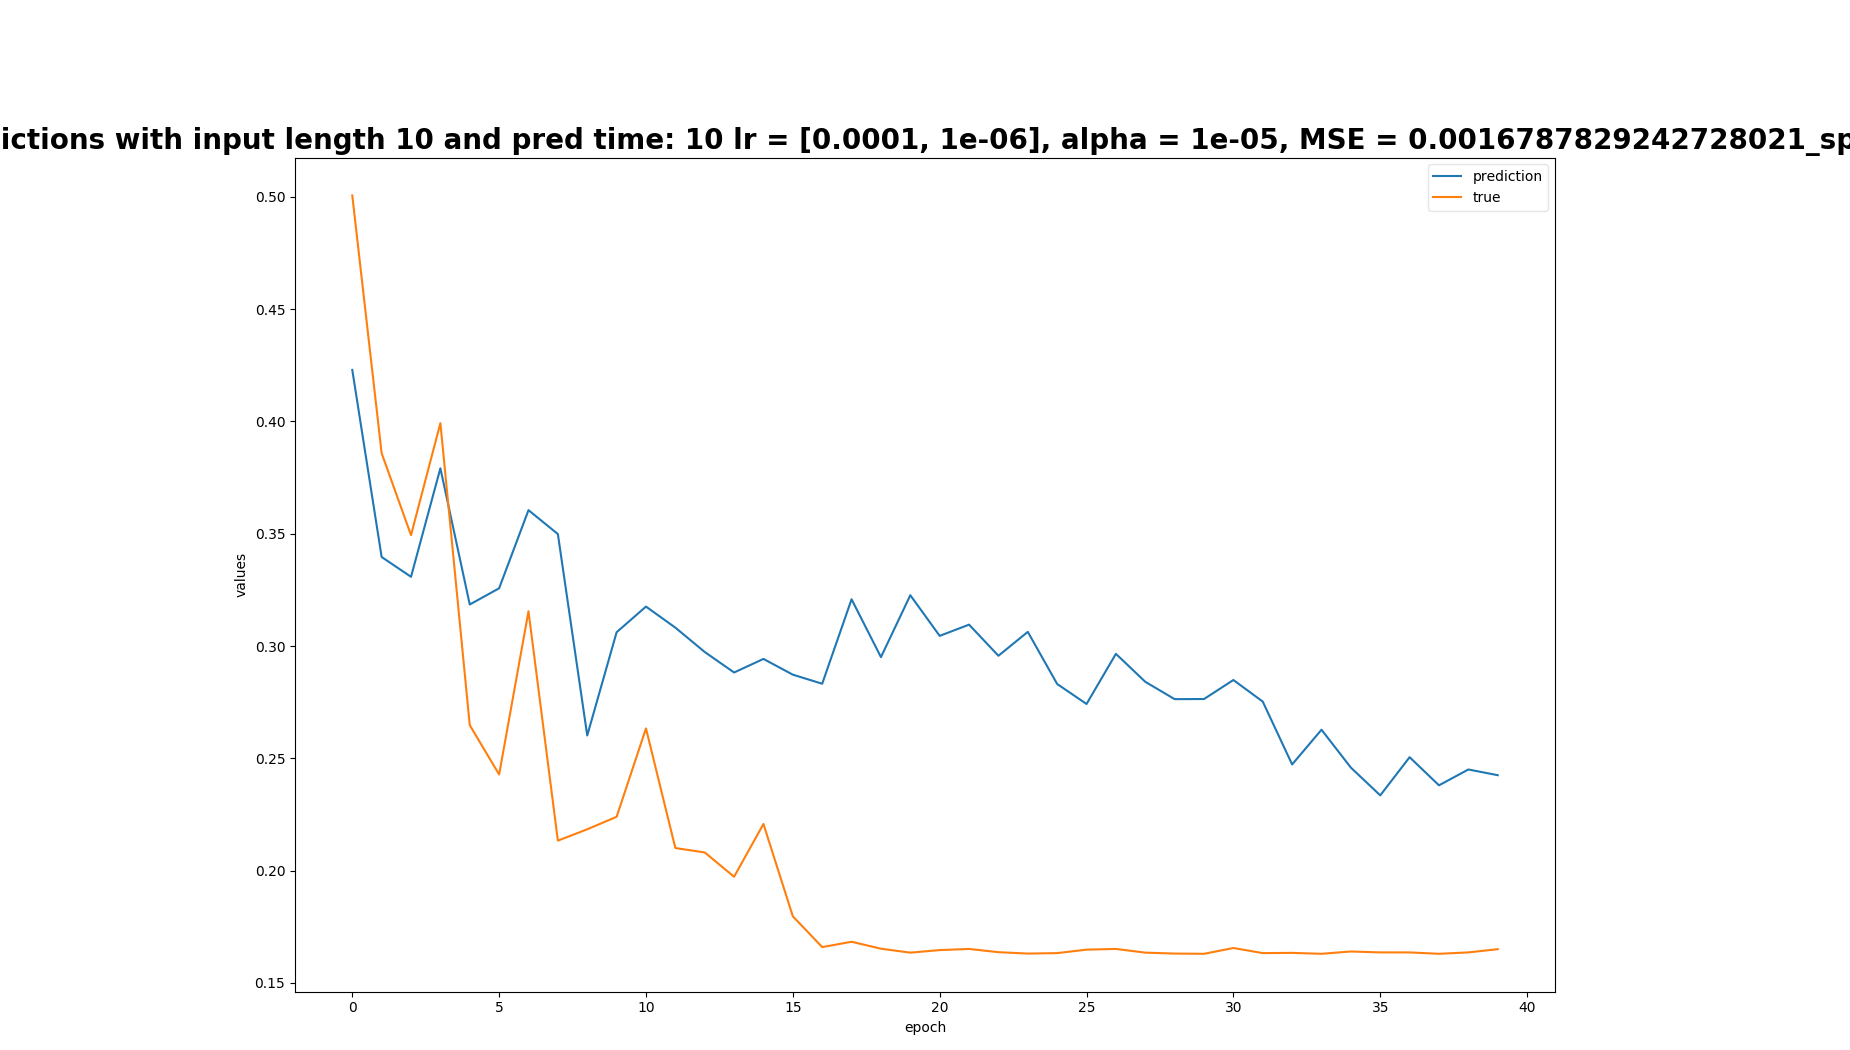 ictions with input length 10 and pred time: 10 lr = [0.0001, 1e-06], alpha = 1e-05, MSE = 0.0016787829242728021_sp
prediction
true
0.50
0.45
0.40
0.35
0.30
0.25
0.20
0.15
values
0 5 10 15 20 25 30 35 40
epoch